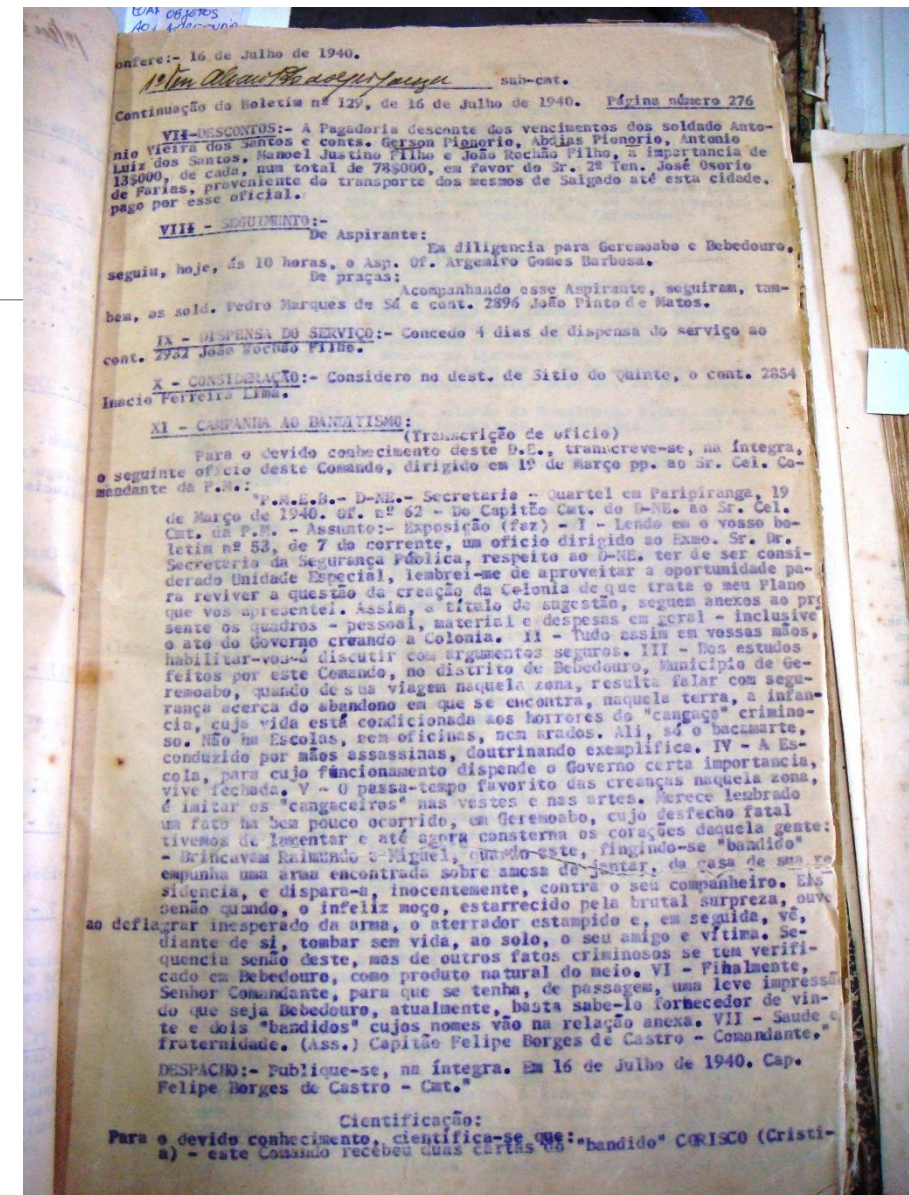 LUAR OBJETOS
onfere:- 16 de Julho de 1940.
sub-cmt.
Continuação do Boletim nº 129, de 16 de Julho de 1940. Página número 276
VII-DESCONTOS:- A Pagadoria desconte dos vencimentos dos soldado Anto-
nio Vieira dos Santos e conts. Gerson Pionorio, Abdias Pionorio, Antonio
Luiz dos Santos, Manoel Justino Filho e João Rochão Filho, a importancia de
13$000, de cada, num total de 78$000, em favor do Sr. 2º Ten. José Osorio
de Farias, proveniente do transporte dos mesmos de Salgado até esta cidade,
pago por esse oficial.
VIII - SEGUIMENTO:-
De Aspirante:
Em diligencia para Geremoabo e Bebedouro,
seguiu, hoje, ás 10 horas, o Asp. Of. Argemiro Gomes Barbosa.
De praças:
Acompanhando esse Aspirante, seguiram, tam-
bem, os sold. Pedro Marques de Sá e cont. 2896 João Pinto de Matos.
IX - DISPENSA DO SERVIÇO:- Concedo 4 dias de dispensa do serviço ao
cont. 2932 João Rochão Filho.
X - CONSIDERAÇÃO:- Considero no dest. de Sitio do Quinto, o cont. 2854
Inacio Ferreira Lima.
XI - CAMPANHA AO BANDITISMO:
(Transcrição de oficio)
Para o devido conhecimento deste D.E., transcreve-se, na íntegra,
o seguinte oficio deste Comando, dirigido em 19 de março pp. ao Sr. Cel. Co-
mandante da P.M.:
"P.M.E.B.- D-NE.- Secretaria - Quartel em Paripiranga, 19
de Março de 1940. Of. nº 62 - Do Capitão Cmt. do D-NE. ao Sr. Cel.
Cmt. da P.M. - Assunto:- Exposição (faz) - I - Lendo em o vosso bo-
letim nº 53, de 7 do corrente, um oficio dirigido ao Exmo. Sr. Dr.
Secretario da Segurança Pública, respeito ao D-NE. ter de ser consi-
derado Unidade Especial, lembrei-me de aproveitar a oportunidade pa-
ra reviver a questão da creação da Colonia de que trata o meu Plano
que vos apresentei. Assim, a título de sugestão, seguem anexos ao pre
sente os quadros - pessoal, material e despesas em geral - inclusive
o ato do Governo creando a Colonia. II - Tudo assim em vossas mãos,
habilitar-vos-á discutir com argumentos seguros. III - Dos estudos
feitos por este Comando, no distrito de Bebedouro, Município de Ge-
remoabo, quando de sua viagem naquela zona, resulta falar com segu-
rança acerca do abandono em que se encontra, naquela terra, a infan-
cia, cuja vida está condicionada aos horrores do "cangaço" crimino-
so. Não ha Escolas, nem oficinas, nem arados. Ali, só o bacamarte,
conduzido por mãos assassinas, doutrinando exemplifica. IV - A Es-
cola, para cujo funcionamento dispende o Governo certa importancia,
vive fechada. V - O passa-tempo favorito das creanças naquela zona,
é imitar os "cangaceiros" nas vestes e nas artes. Merece lembrado
um fato ha bem pouco ocorrido, em Geremoabo, cujo desfecho fatal
tivemos de lamentar e até agora consterna os corações daquela gente:
- Brincavam Raimundo e Miguel, quando este, fingindo-se "bandido"
empunha uma arma encontrada sobre amesa de jantar, da casa de sua re
sidencia, e dispara-a, inocentemente, contra o seu companheiro. Eis
senão quando, o infeliz moço, estarrecido pela brutal surpreza, ouve
ao deflagrar inesperado da arma, o aterrador estampido e, em seguida, vê,
diante de si, tombar sem vida, ao solo, o seu amigo e vítima. Se-
quencia senão deste, mas de outros fatos criminosos se tem verifi-
cado em Bebedouro, como produto natural do meio. VI - Finalmente,
Senhor Comandante, para que se tenha, de passagem, uma leve impressã
do que seja Bebedouro, atualmente, basta sabe-lo fornecedor de vin-
te e dois "bandidos" cujos nomes vão na relação anexa. VII - Saude e
fraternidade. (Ass.) Capitão Felipe Borges de Castro - Comandante."
DESPACHO:- Publique-se, na íntegra. Em 16 de Julho de 1940. Cap.
Felipe Borges de Castro - Cmt."
Cientificação:
Para o devido conhecimento, científica-se que:
a) - este Comando recebeu duas cartas do "bandido" CORISCO (Cristi-